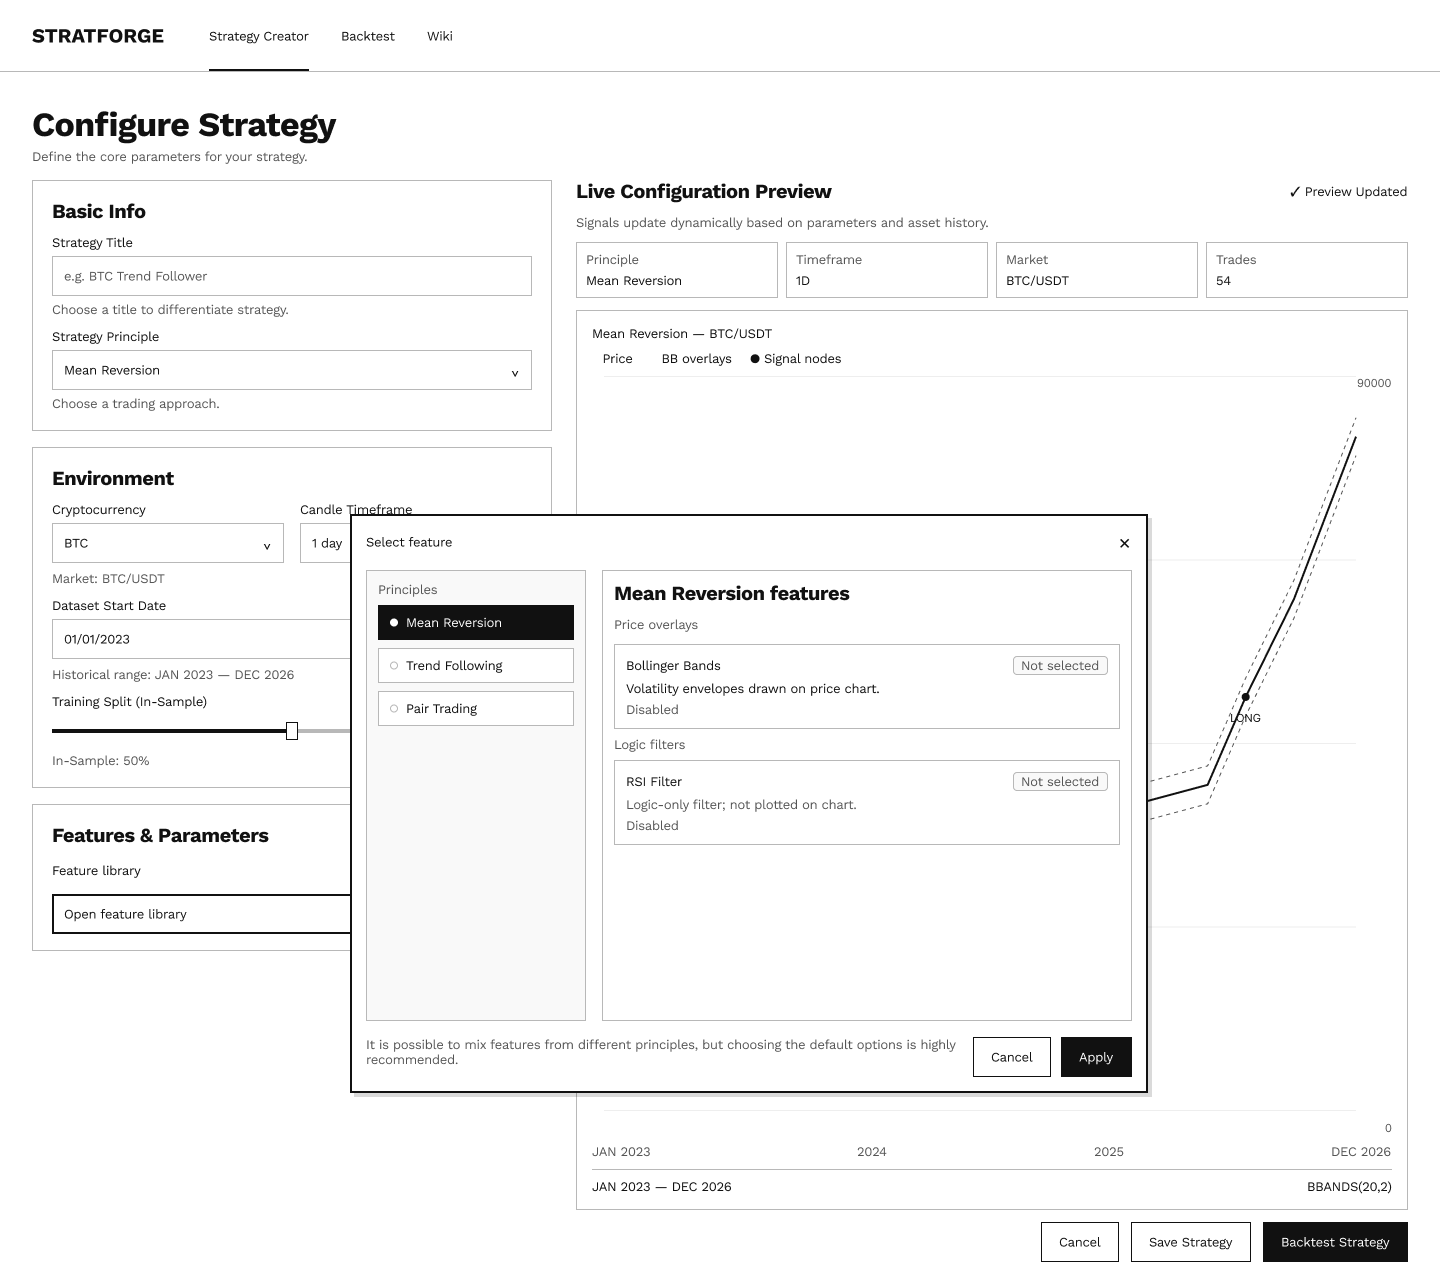 STRATFORGE
Strategy Creator
Backtest
Wiki
Configure Strategy
Define the core parameters for your strategy.
Basic Info
Strategy Title
e.g. BTC Trend Follower
Choose a title to differentiate strategy.
Strategy Principle
Mean Reversion
Choose a trading approach.
Environment
Cryptocurrency
Candle Timeframe
BTC
1 day
Market: BTC/USDT
Dataset Start Date
01/01/2023
Historical range: JAN 2023 — DEC 2026
Training Split (In-Sample)
In-Sample: 50%
Features & Parameters
Feature library
Open feature library
Live Configuration Preview
✓ Preview Updated
Signals update dynamically based on parameters and asset history.
Principle
Mean Reversion
Timeframe
1D
Market
BTC/USDT
Trades
54
Mean Reversion — BTC/USDT
Price
BB overlays
Signal nodes
90000
LONG
0
JAN 2023
2024
2025
DEC 2026
JAN 2023 — DEC 2026
BBANDS(20,2)
Select feature
✕
Principles
Mean Reversion
Trend Following
Pair Trading
Mean Reversion features
Price overlays
Bollinger Bands
Not selected
Volatility envelopes drawn on price chart.
Disabled
Logic filters
RSI Filter
Not selected
Logic-only filter; not plotted on chart.
Disabled
It is possible to mix features from different principles, but choosing the default options is highly
recommended.
Cancel
Apply
Cancel
Save Strategy
Backtest Strategy